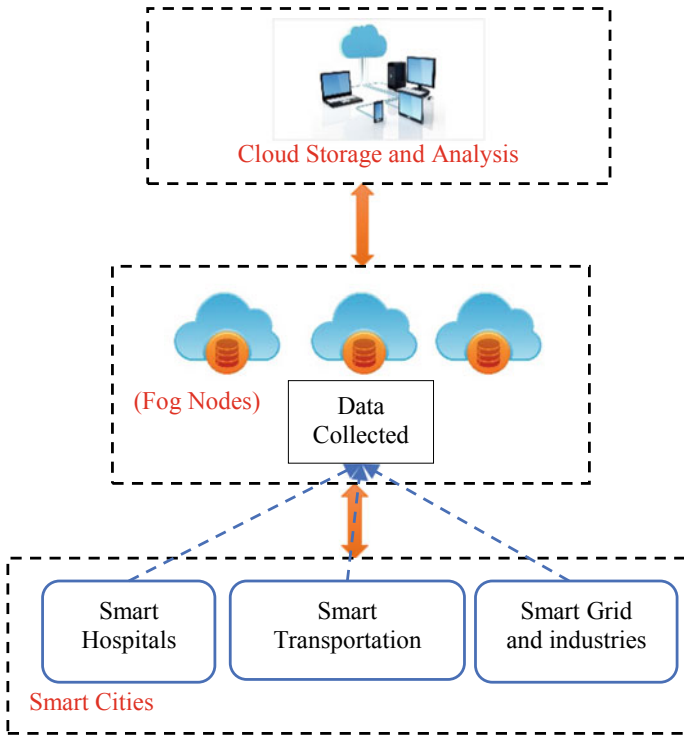 Cloud Storage and Analysis
(Fog Nodes)
Data
Collected
Smart
Hospitals
Smart
Transportation
Smart Grid
and industries
Smart Cities